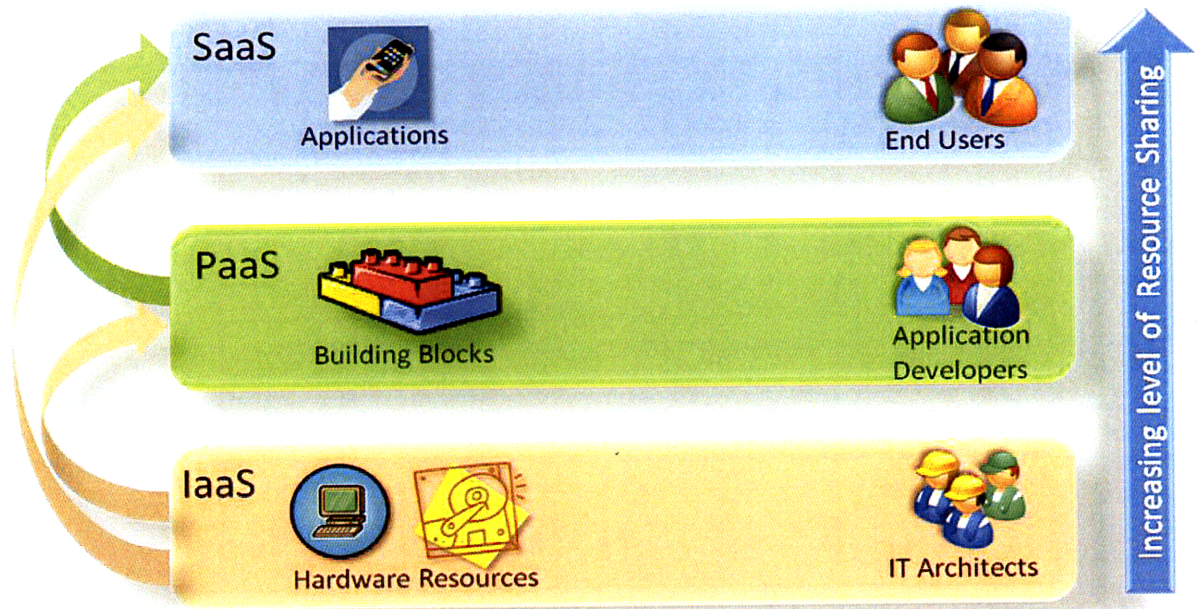 SaaS
Applications
End Users
PaaS
Building Blocks
Application
Developers
IaaS
Hardware Resources
IT Architects
Increasing level of Resource Sharing